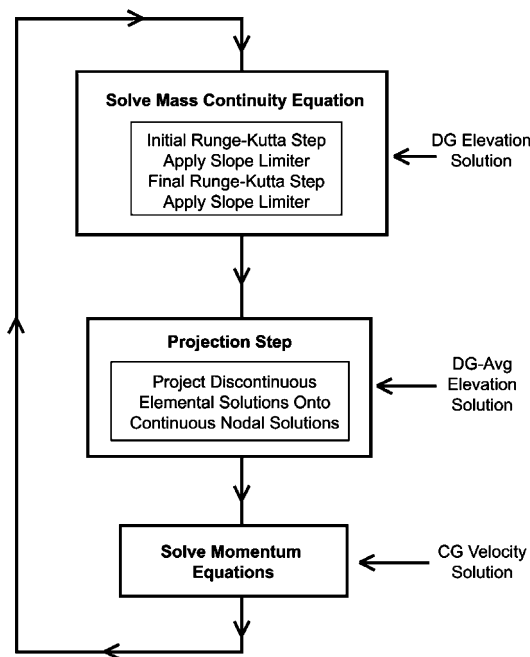 Solve Mass Continuity Equation
Initial Runge-Kutta Step
Apply Slope Limiter
Final Runge-Kutta Step
Apply Slope Limiter
DG Elevation
Solution
Projection Step
Project Discontinuous
Elemental Solutions Onto
Continuous Nodal Solutions
DG-Avg
Elevation
Solution
Solve Momentum
Equations
CG Velocity
Solution